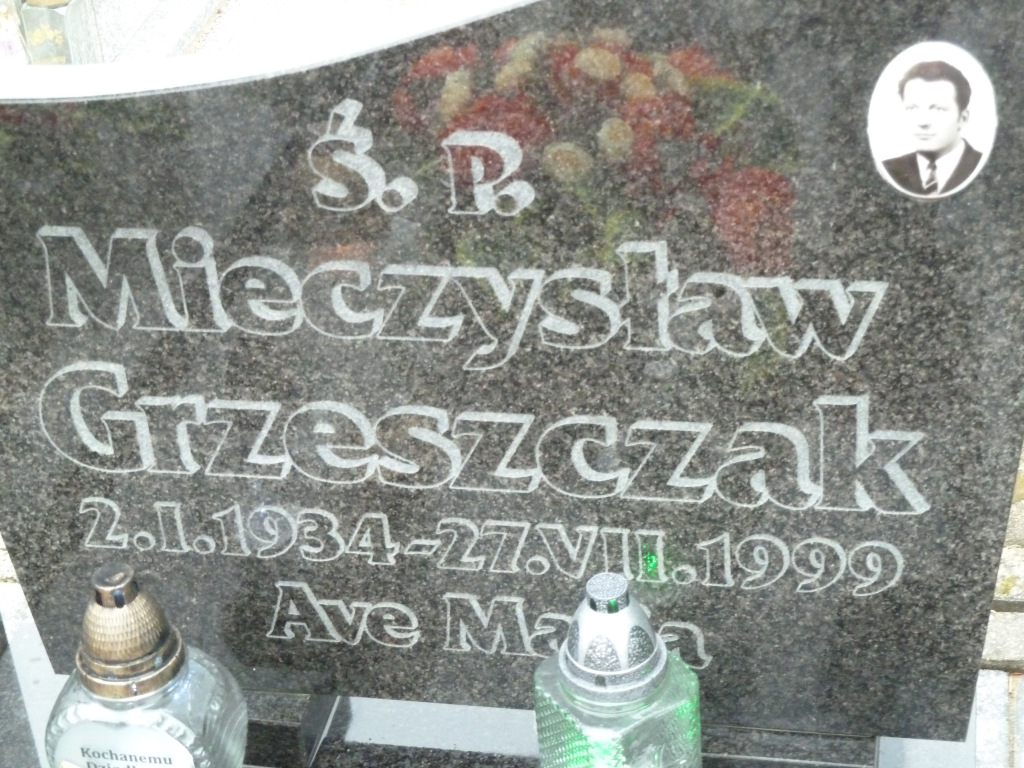 Ś. P.
Mieczysław
Grzeszczak
2.I.1934-27.VII.1999
Ave
Kochanemu